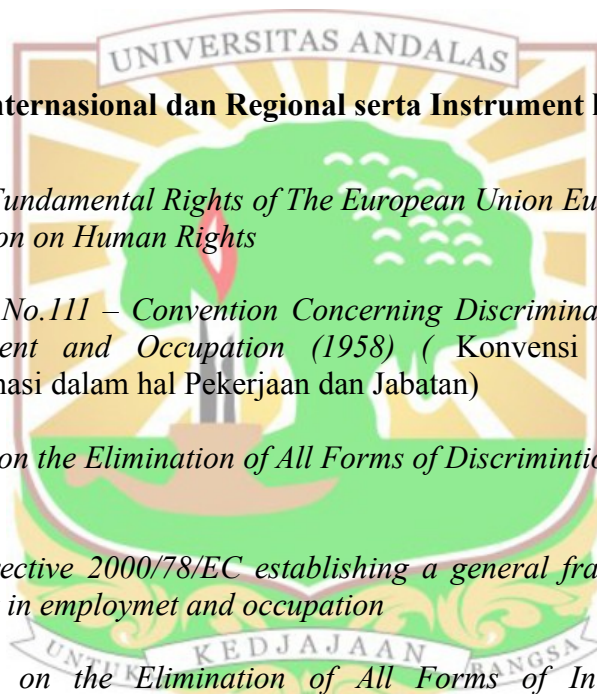 UNIVERSITAS ANDALAS
nternasional dan Regional serta Instrument
Fundamental Rights of The European Union Eu
on on Human Rights
No.111 – Convention Concerning Discrimina
ent and Occupation (1958) ( Konvensi
nasi dalam hal Pekerjaan dan Jabatan)
on the Elimination of All Forms of Discrimintio
rective 2000/78/EC establishing a general fra
in employmet and occupation
UNTUK KEDJAJAAN BANGSA
on the Elimination of All Forms of In